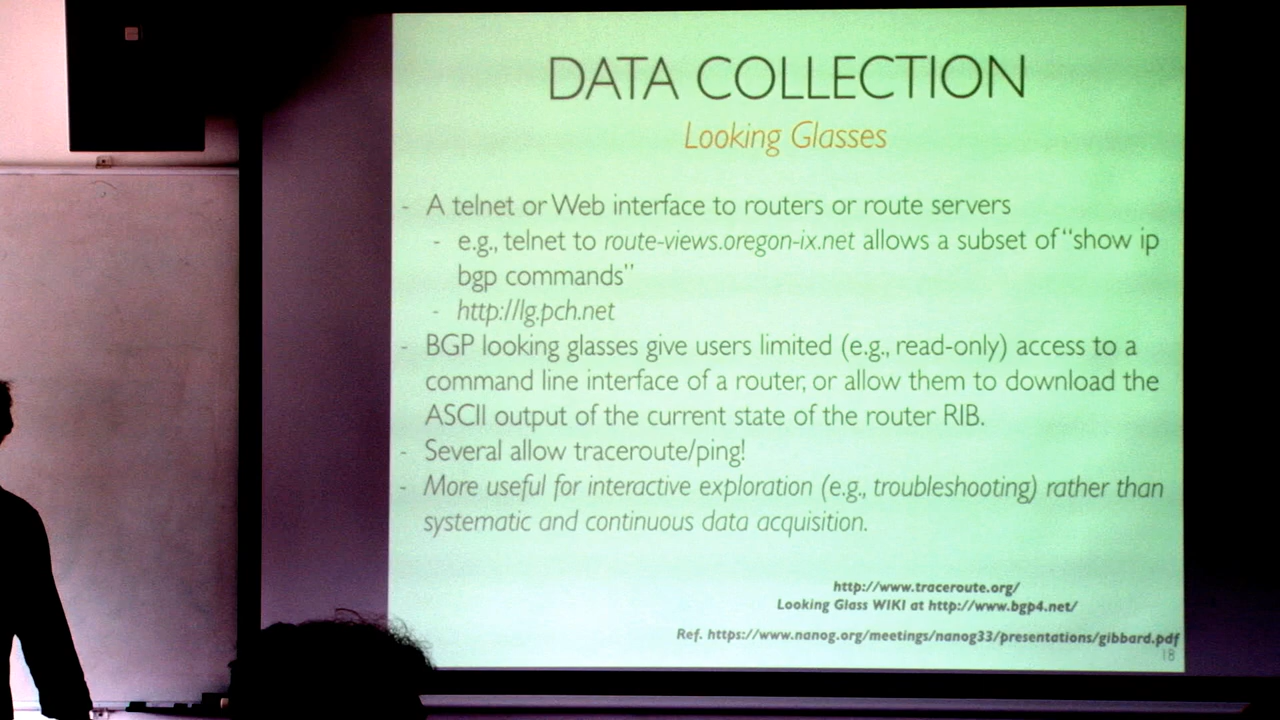 DATA COLLECTION
Looking Glasses
- A telnet or Web interface to routers or route servers
- e.g., telnet to route-views.oregon-ix.net allows a subset of "show ip
bgp commands"
- http://lg.pch.net
- BGP looking glasses give users limited (e.g., read-only) access to a
command line interface of a router, or allow them to download the
ASCII output of the current state of the router RIB.
- Several allow traceroute/ping!
- More useful for interactive exploration (e.g., troubleshooting) rather than
systematic and continuous data acquisition.
http://www.traceroute.org/
Looking Glass WIKI at http://www.bgp4.net/
Ref. https://www.nanog.org/meetings/nanog33/presentations/gibbard.pdf
18